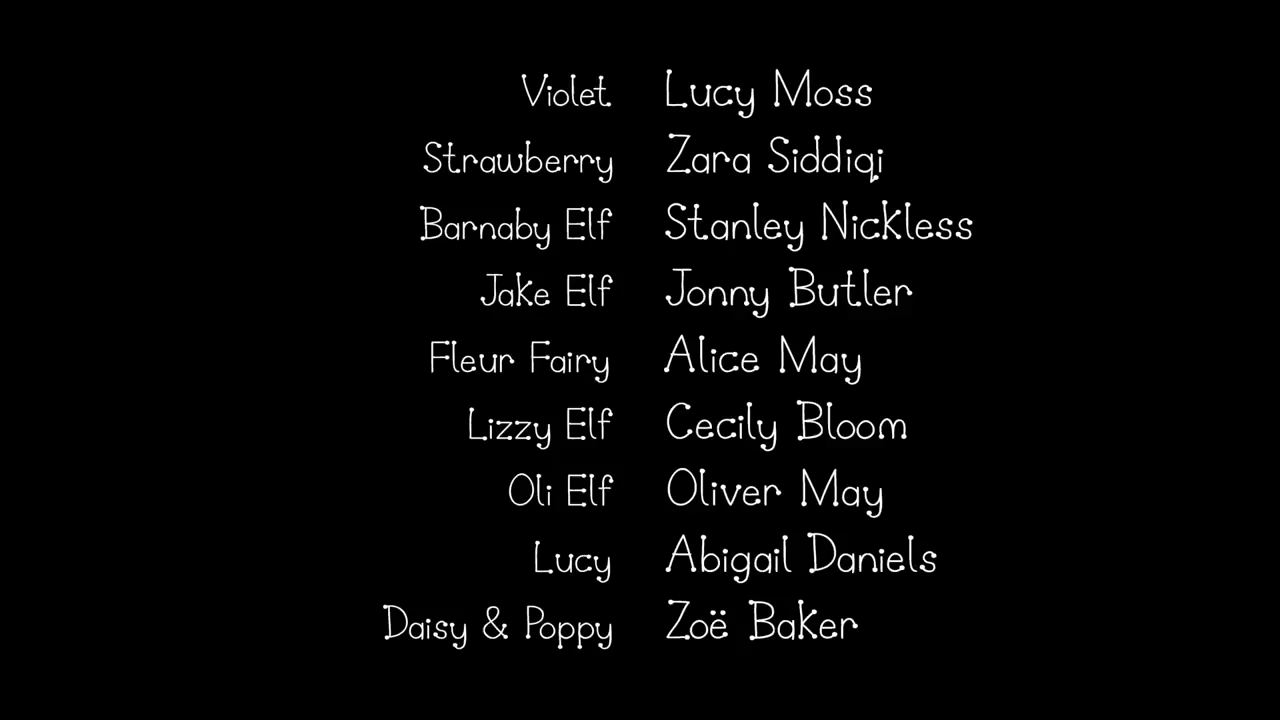 Violet Lucy Moss
Strawberry Zara Siddiqi
Barnaby Elf Stanley Nickless
Jake Elf Jonny Butler
Fleur Fairy Alice May
Lizzy Elf Cecily Bloom
Oli Elf Oliver May
Lucy Abigail Daniels
Daisy & Poppy Zoë Baker